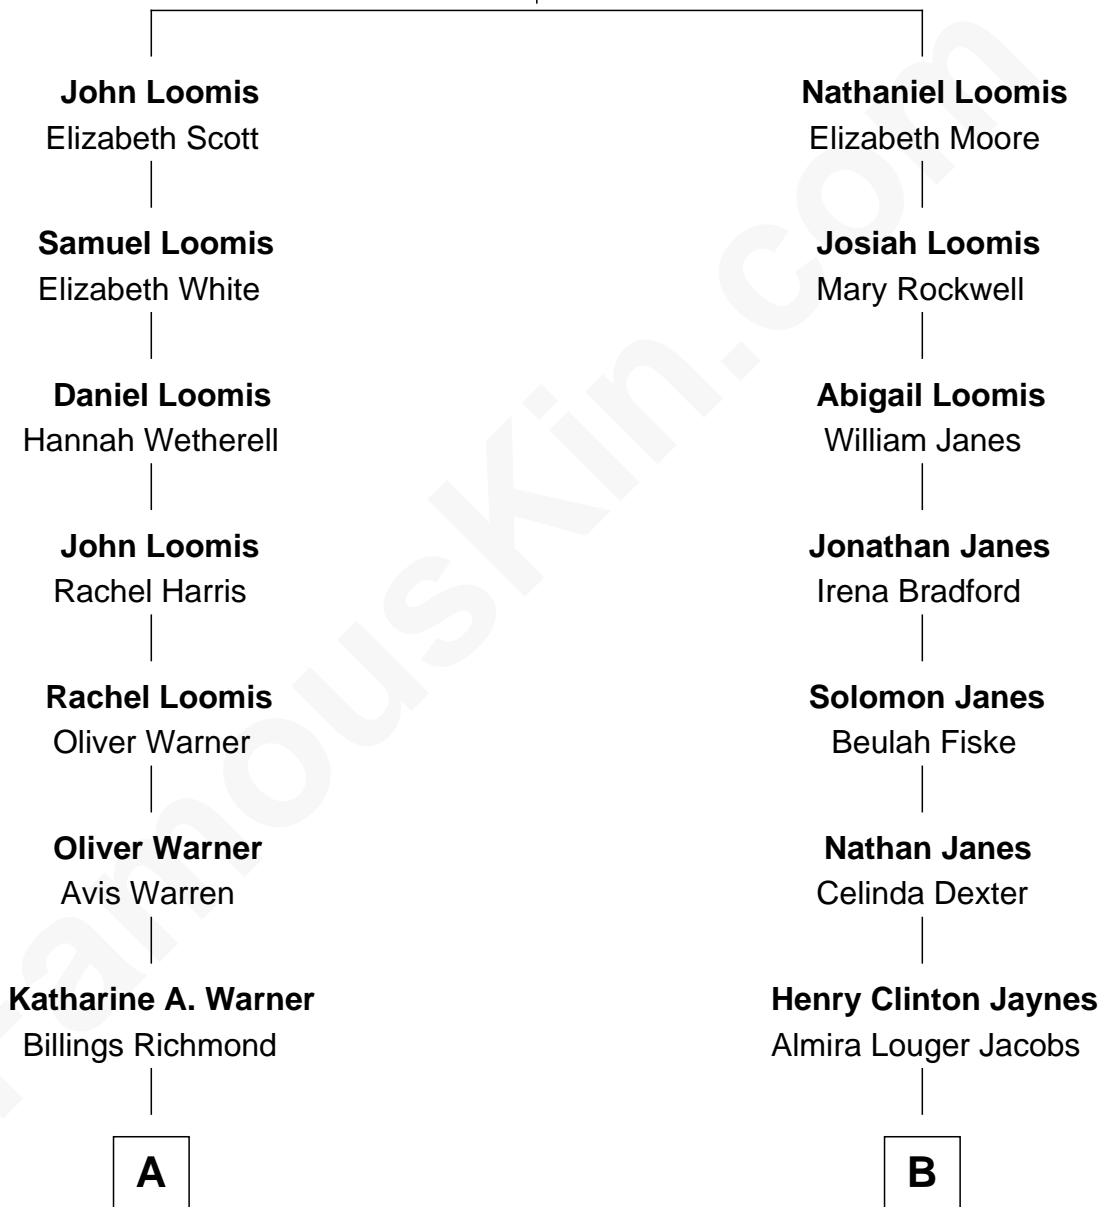 John Loomis
Elizabeth Scott
Samuel Loomis
Elizabeth White
Daniel Loomis
Hannah Wetherell
John Loomis
Rachel Harris
Rachel Loomis
Oliver Warner
Oliver Warner
Avis Warren
Katharine A. Warner
Billings Richmond
A
Nathaniel Loomis
Elizabeth Moore
Josiah Loomis
Mary Rockwell
Abigail Loomis
William Janes
Jonathan Janes
Irena Bradford
Solomon Janes
Beulah Fiske
Nathan Janes
Celinda Dexter
Henry Clinton Jaynes
Almira Louger Jacobs
B
FamousKin.com